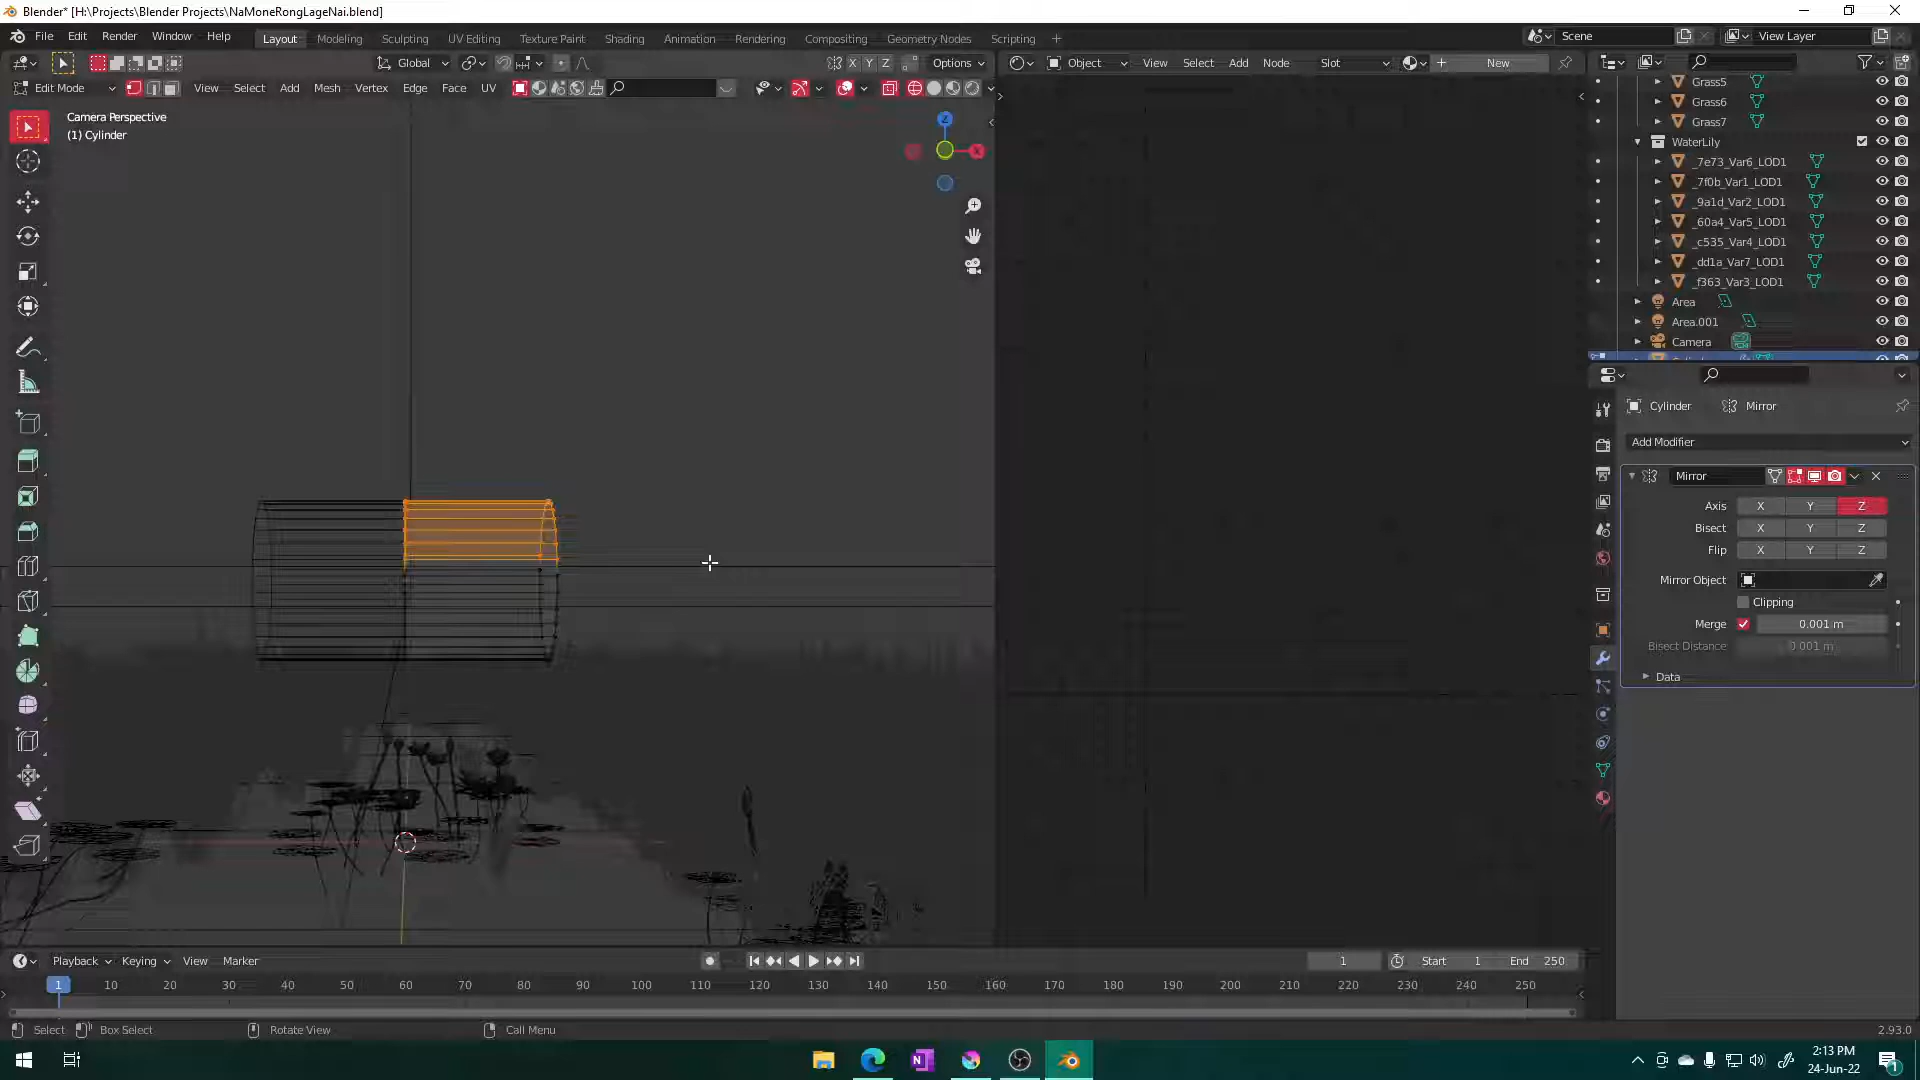 Blender* [H:\Projects\Blender Projects\NaMoneRongLageNai.blend]
File Edit Render Window Help Layout Modeling Sculpting UV Editing Texture Paint Shading Animation Rendering Compositing Geometry Nodes Scripting + Scene View Layer
Global X Y Z Options Object View Select Add Node Slot New
Edit Mode View Select Add Mesh Vertex Edge Face UV
Camera Perspective
(1) Cylinder
Z
X
Grass5
Grass6
Grass7
WaterLily
_7e73_Var6_LOD1
_7f0b_Var1_LOD1
_9a1d_Var2_LOD1
_60a4_Var5_LOD1
_c535_Var4_LOD1
_dd1a_Var7_LOD1
_f363_Var3_LOD1
Area
Area.001
Camera
Cylinder Mirror
Add Modifier
Mirror
Axis X Y Z
Bisect X Y Z
Flip X Y Z
Mirror Object
Clipping
Merge 0.001 m
Bisect Distance 0.001 m
Data
Playback Keying View Marker 1 Start 1 End 250
1 10 20 30 40 50 60 70 80 90 100 110 120 130 140 150 160 170 180 190 200 210 220 230 240 250
Select Box Select Rotate View Call Menu 2.93.0
2:13 PM
24-Jun-22
1